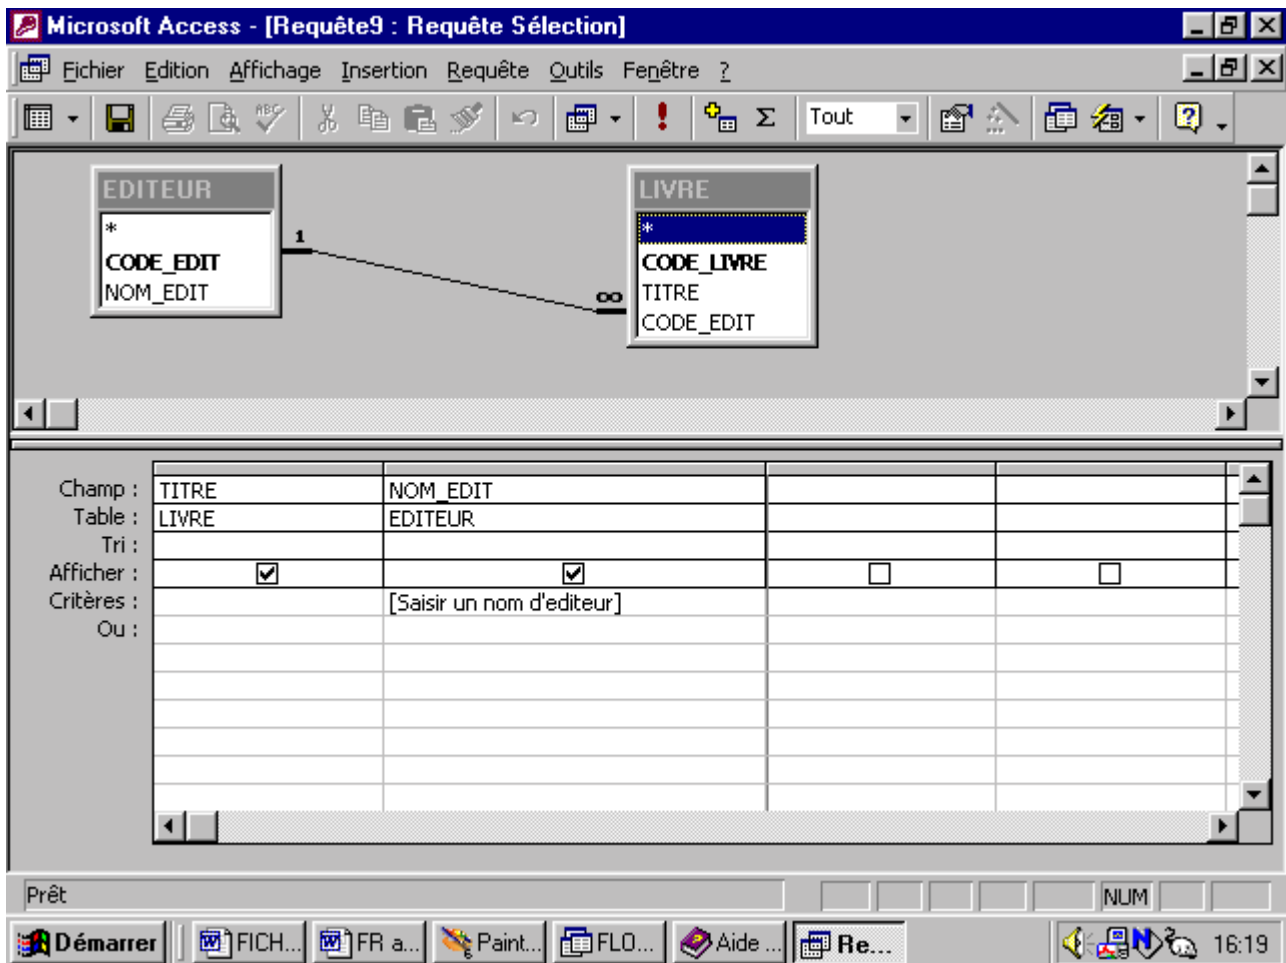 Microsoft Access - [Requête9 : Requête Sélection]
Fichier Edition Affichage Insertion Requête Outils Fenêtre ?
ABC Σ Tout
EDITEUR
*
CODE_EDIT
NOM_EDIT
1
∞
LIVRE
*
CODE_LIVRE
TITRE
CODE_EDIT
Champ : TITRE NOM_EDIT
Table : LIVRE EDITEUR
Tri :
Afficher :
Critères : [Saisir un nom d'editeur]
Ou :
Prêt NUM
Démarrer FICH... FR a... Paint... FLO... Aide ... Re... N 16:19